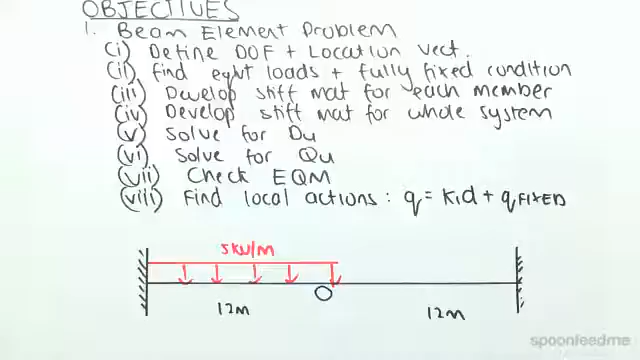 OBJECTIVES
1. Beam Element Problem
(i) Define DOF + Location Vect.
(ii) Find eqvt loads + fully fixed condition
(iii) Develop stiff mat for each member
(iv) Develop stiff mat for whole system
(v) Solve for Du
(vi) Solve for Qu
(vii) Check EQM
(viii) Find local actions: q = k,d + qFIXED
5kN/m
12m
12m
spoonfeedme